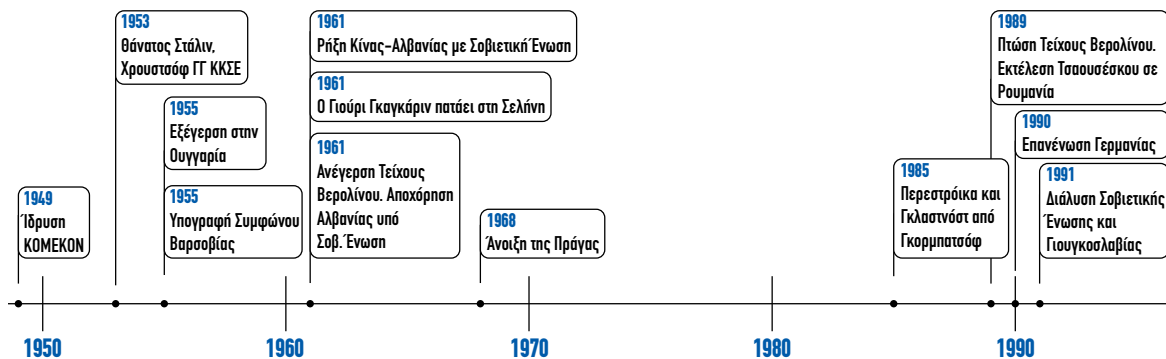 1949
Ίδρυση
ΚΟΜΕΚΟΝ
1953
Θάνατος Στάλιν,
Χρουστσόφ ΓΓ ΚΚΣΕ
1955
Εξέγερση στην
Ουγγαρία
1955
Υπογραφή Συμφώνου
Βαρσοβίας
1961
Ρήξη Κίνας-Αλβανίας με Σοβιετική Ένωση
1961
Ο Γιούρι Γκαγκάριν πατάει στη Σελήνη
1961
Ανέγερση Τείχους
Βερολίνου. Αποχόρηση
Αλβανίας υπό
Σοβ. Ένωση
1968
Άνοιξη της Πράγας
1985
Περεστρόικα και
Γκλαστνόστ από
Γκορμπατσόφ
1989
Πτώση Τείχους Βερολίνου.
Εκτέλεση Τσαουσέσκου σε
Ρουμανία
1990
Επανένωση Γερμανίας
1991
Διάλυση Σοβιετικής
Ένωσης και
Γιουγκοσλαβίας
1950
1960
1970
1980
1990